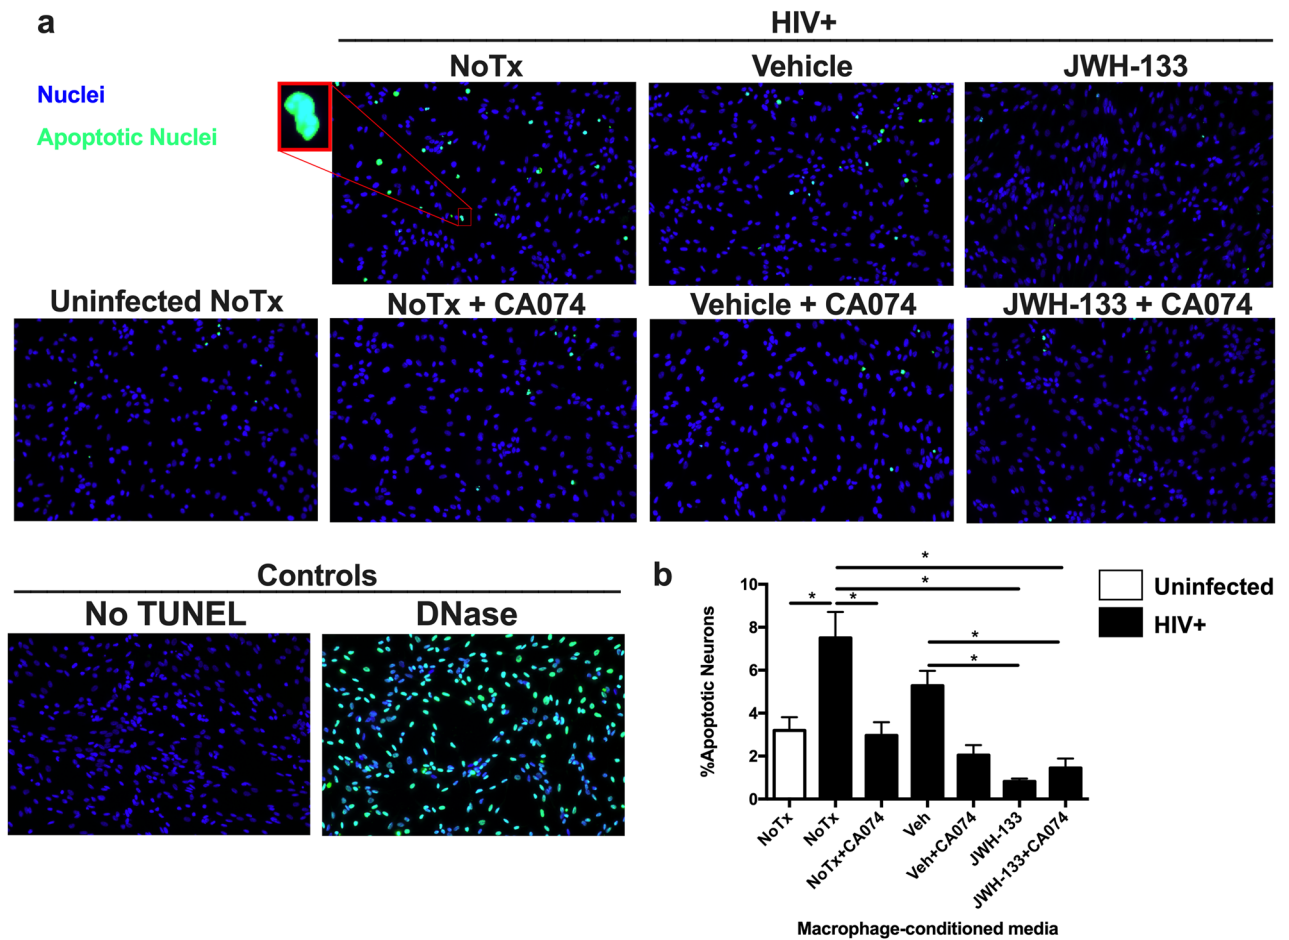 a
HIV+
NoTx
Vehicle
JWH-133
Nuclei
Apoptotic Nuclei
Uninfected NoTx
NoTx + CA074
Vehicle + CA074
JWH-133 + CA074
Controls
No TUNEL
DNase
b
%Apoptotic Neurons
10
8
6
4
2
0
*
*
*
*
*
*
Uninfected
HIV+
NoTx
NoTx
NoTx+CA074
Veh
Veh+CA074
JWH-133
JWH-133+CA074
Macrophage-conditioned media